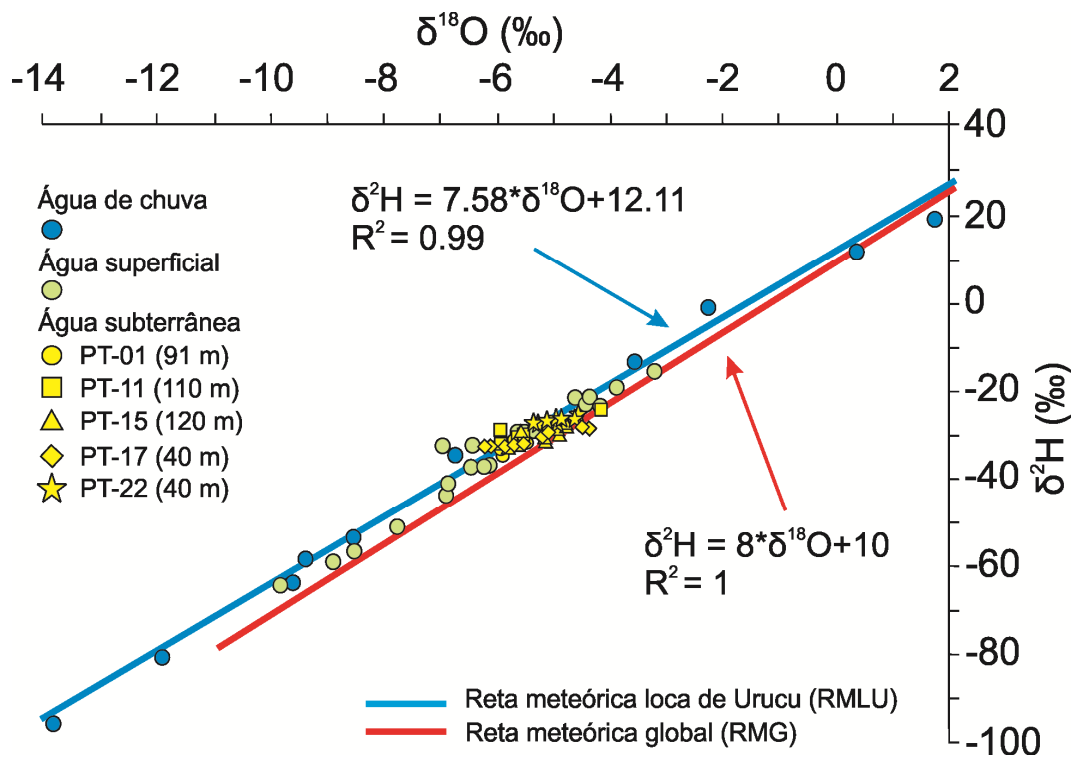 δ¹⁸O (‰)
-14 -12 -10 -8 -6 -4 -2 0 2
40
20
0
-20
-40
-60
-80
-100
δ²H (‰)
Água de chuva
Água superficial
Água subterrânea
PT-01 (91 m)
PT-11 (110 m)
PT-15 (120 m)
PT-17 (40 m)
PT-22 (40 m)
δ²H = 7.58*δ¹⁸O+12.11
R² = 0.99
δ²H = 8*δ¹⁸O+10
R² = 1
Reta meteórica loca de Urucu (RMLU)
Reta meteórica global (RMG)